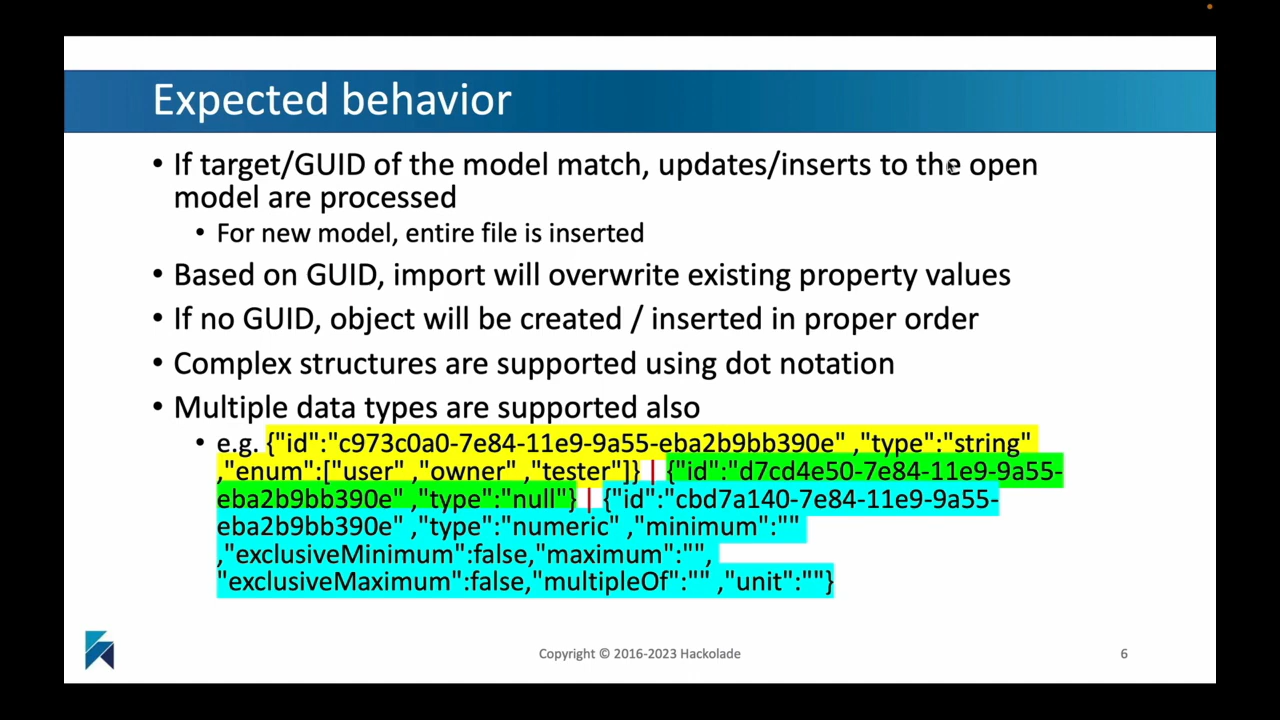 Expected behavior
• If target/GUID of the model match, updates/inserts to the open
model are processed
• For new model, entire file is inserted
• Based on GUID, import will overwrite existing property values
• If no GUID, object will be created / inserted in proper order
• Complex structures are supported using dot notation
• Multiple data types are supported also
• e.g. {"id":"c973c0a0-7e84-11e9-9a55-eba2b9bb390e" ,"type":"string"
,"enum":["user" ,"owner" ,"tester"]} | {"id":"d7cd4e50-7e84-11e9-9a55-
eba2b9bb390e" ,"type":"null"} | {"id":"cbd7a140-7e84-11e9-9a55-
eba2b9bb390e" ,"type":"numeric" ,"minimum":""
,"exclusiveMinimum":false,"maximum":"",
"exclusiveMaximum":false,"multipleOf":"" ,"unit":""}
Copyright © 2016-2023 Hackolade
6